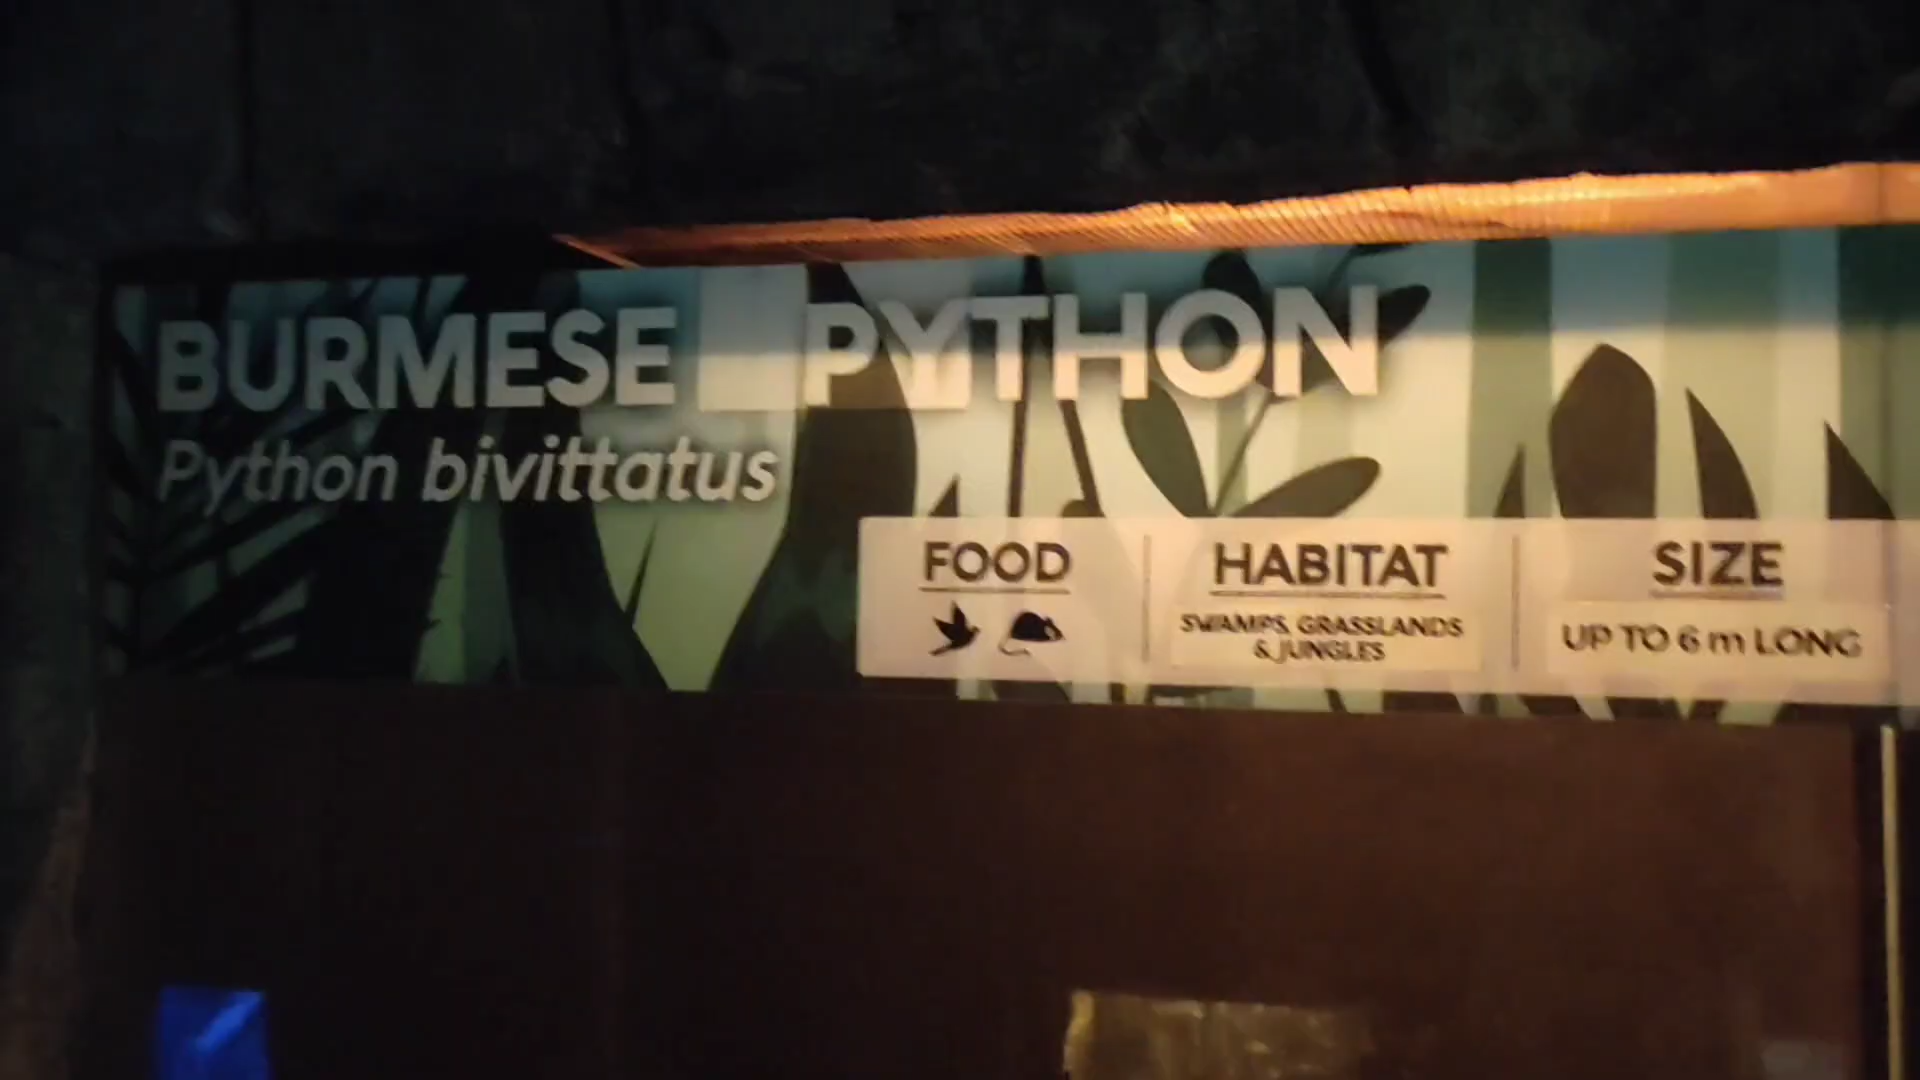 BURMESE PYTHON
Python bivittatus
FOOD
HABITAT
SWAMPS, GRASSLANDS
& JUNGLES
SIZE
UP TO 6 m LONG